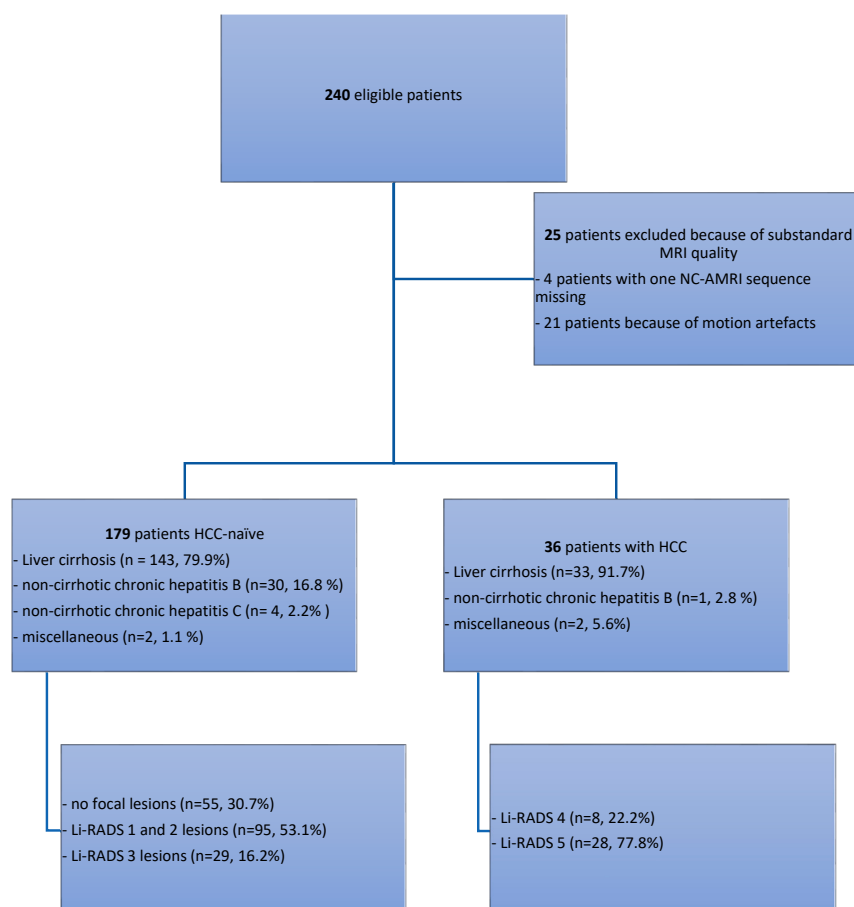 240 eligible patients
25 patients excluded because of substandard
MRI quality
- 4 patients with one NC-AMRI sequence
missing
- 21 patients because of motion artefacts
179 patients HCC-naïve
- Liver cirrhosis (n = 143, 79.9%)
- non-cirrhotic chronic hepatitis B (n=30, 16.8 %)
- non-cirrhotic chronic hepatitis C (n= 4, 2.2% )
- miscellaneous (n=2, 1.1 %)
36 patients with HCC
- Liver cirrhosis (n=33, 91.7%)
- non-cirrhotic chronic hepatitis B (n=1, 2.8 %)
- miscellaneous (n=2, 5.6%)
- no focal lesions (n=55, 30.7%)
- Li-RADS 1 and 2 lesions (n=95, 53.1%)
- Li-RADS 3 lesions (n=29, 16.2%)
- Li-RADS 4 (n=8, 22.2%)
- Li-RADS 5 (n=28, 77.8%)